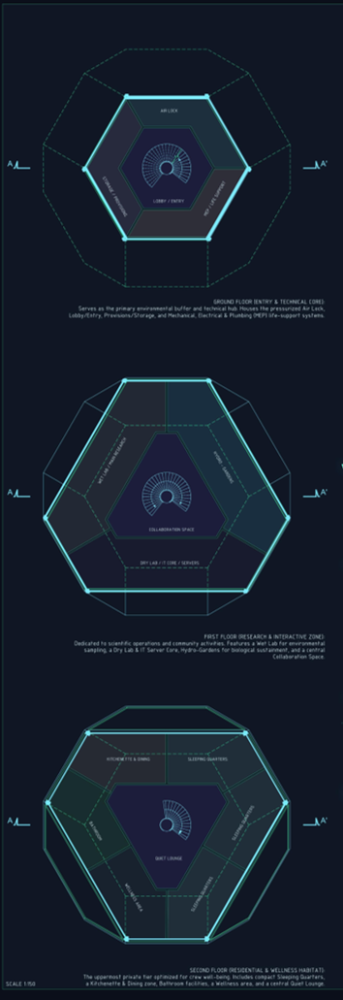 AIR LOCK
STORAGE / PROVISIONS
MEP / LIFE SUPPORT
LOBBY / ENTRY
A
A'
GROUND FLOOR (ENTRY & TECHNICAL CORE):
Serves as the primary environmental buffer and technical hub. Houses the pressurized Air Lock,
Lobby/Entry, Provisions/Storage, and Mechanical, Electrical & Plumbing (MEP) life-support systems.
WET LAB / MAIN RESEARCH
HYDRO - GARDENS
A
A'
COLLABORATION SPACE
DRY LAB / IT CORE / SERVERS
FIRST FLOOR (RESEARCH & INTERACTIVE ZONE):
Dedicated to scientific operations and community activities. Features a Wet Lab for environmental
sampling, a Dry Lab & IT Server Core, Hydro-Gardens for biological sustainment, and a central
Collaboration Space.
KITCHENETTE & DINING
SLEEPING QUARTERS
BATHROOM
SLEEPING QUARTERS
A
A'
QUIET LOUNGE
WELLNESS AREA
SLEEPING QUARTERS
SECOND FLOOR (RESIDENTIAL & WELLNESS HABITAT):
The uppermost private tier optimized for crew well-being. Includes compact Sleeping Quarters,
a Kitchenette & Dining zone, Bathroom facilities, a Wellness area, and a central Quiet Lounge.
SCALE 1:150